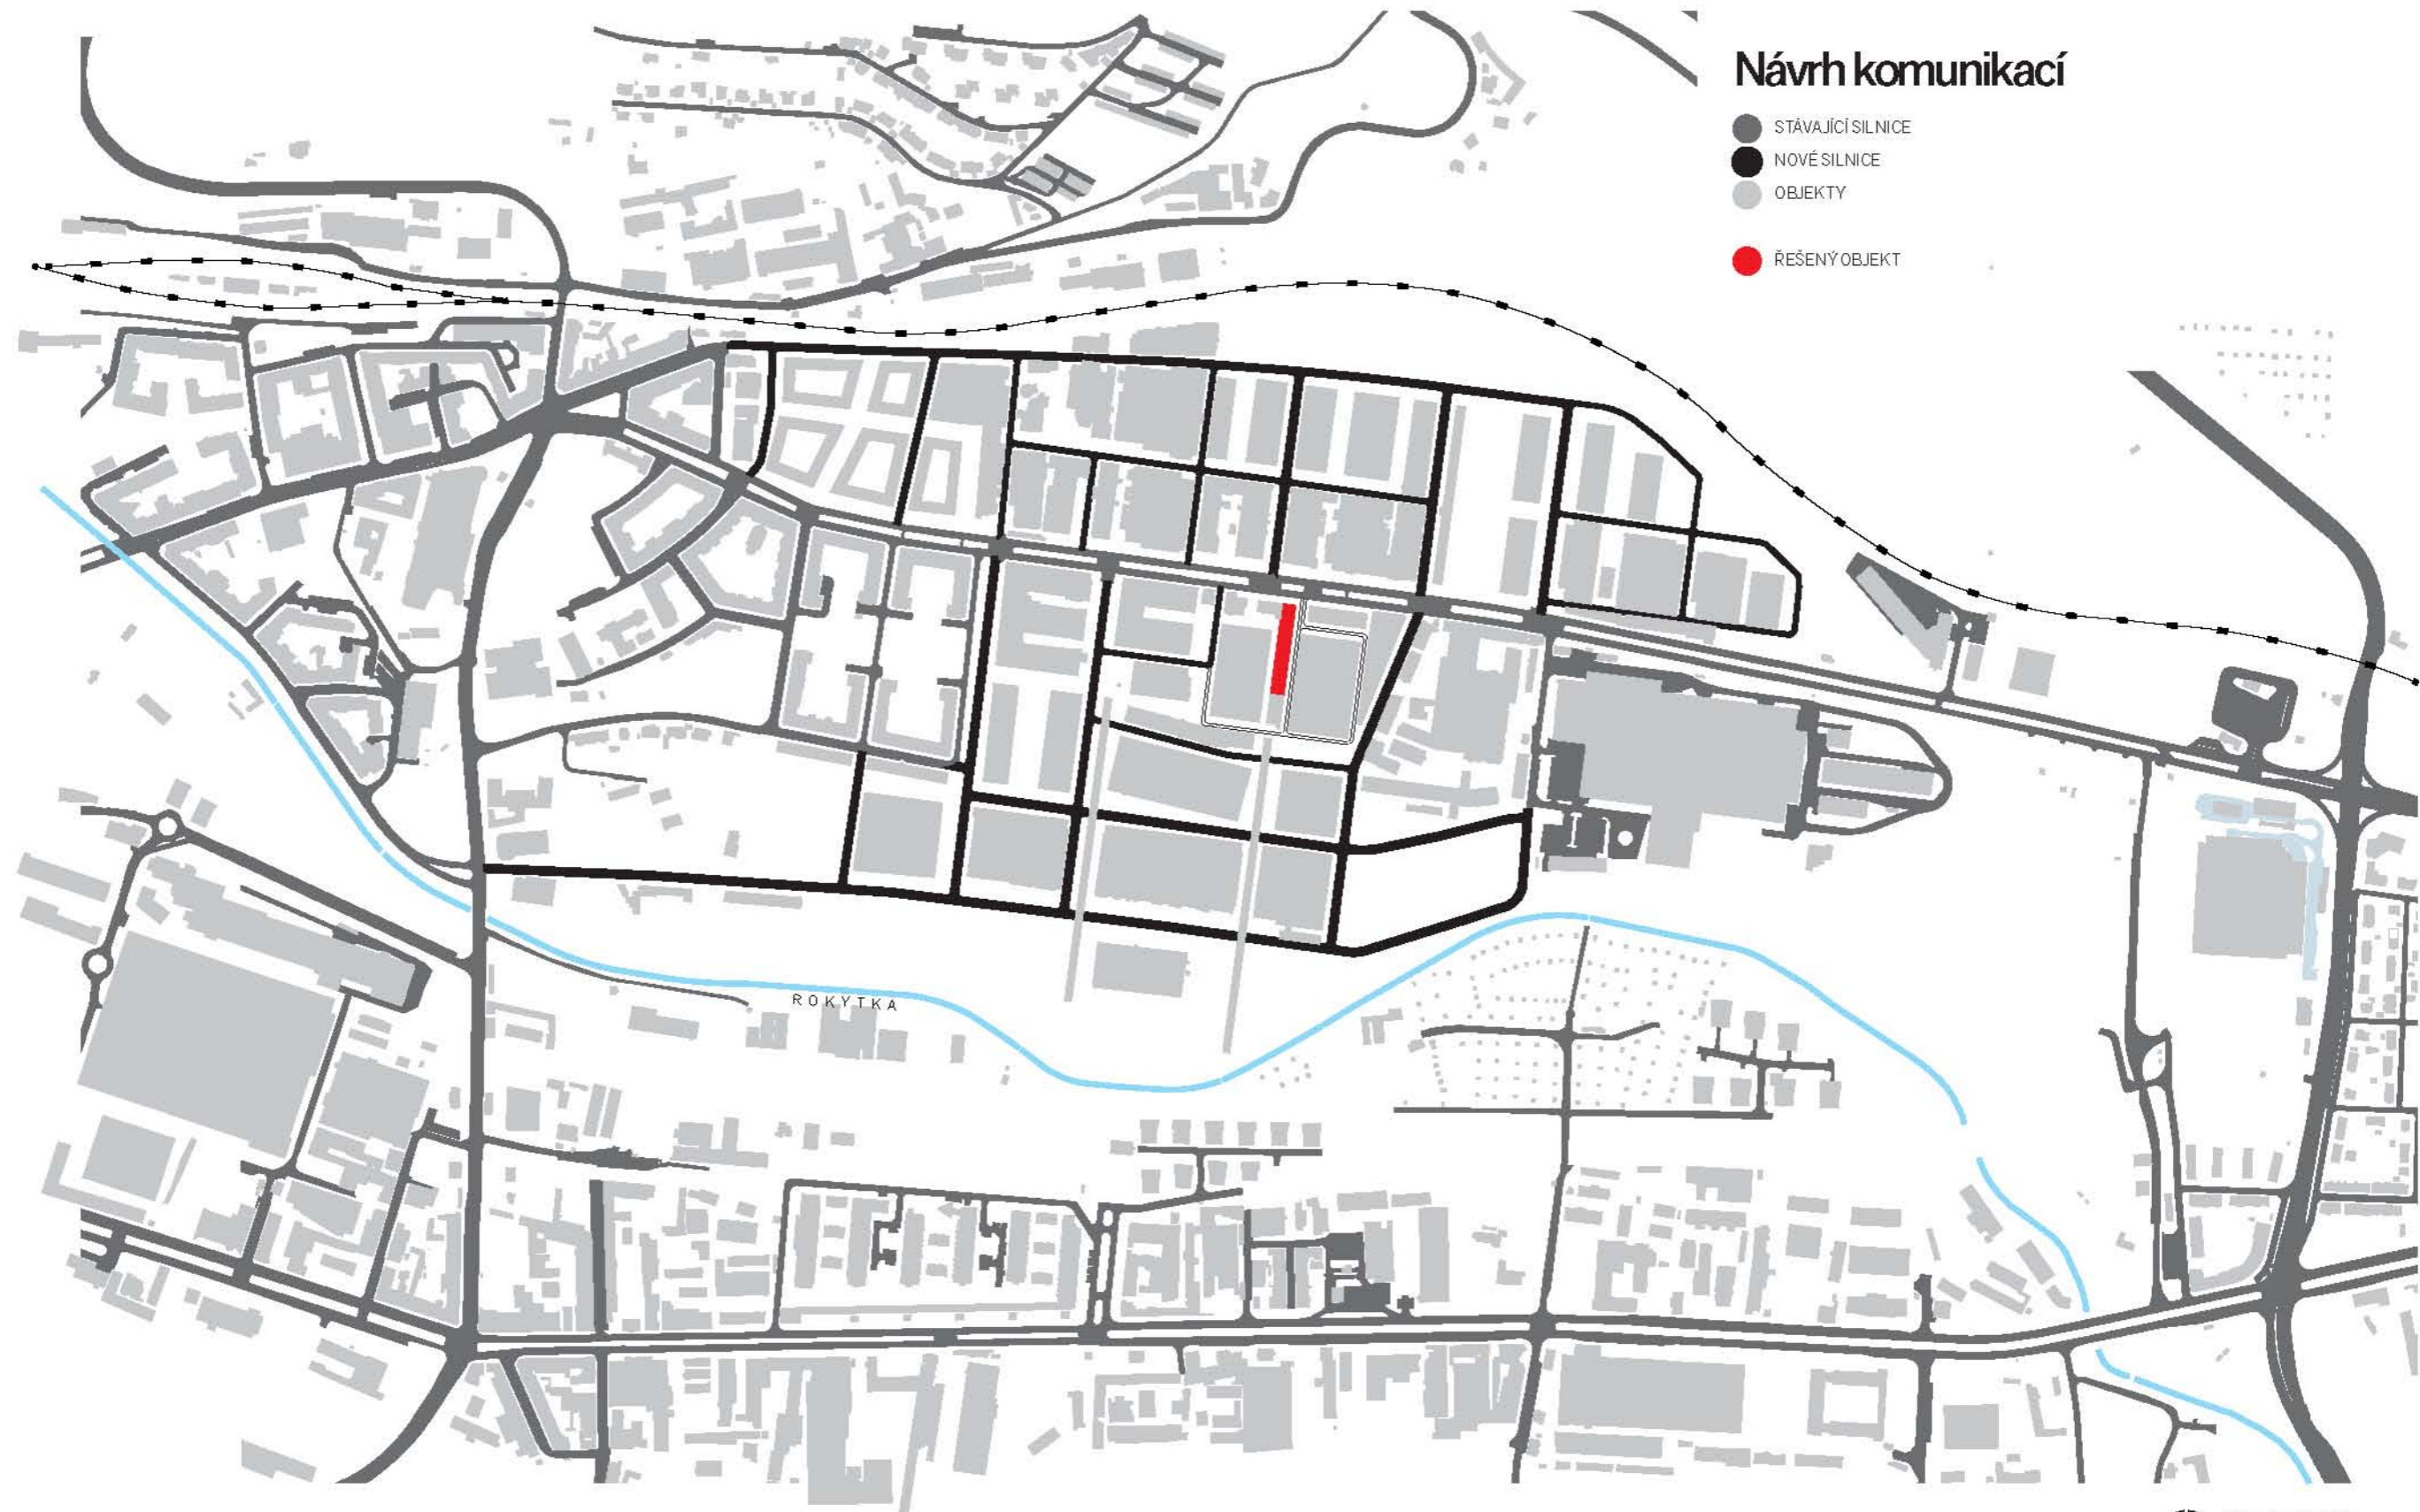 Návrh komunikací
STÁVAJÍCÍ SILNICE
NOVÉ SILNICE
OBJEKTY
ŘEŠENÝ OBJEKT
ROKYTKA